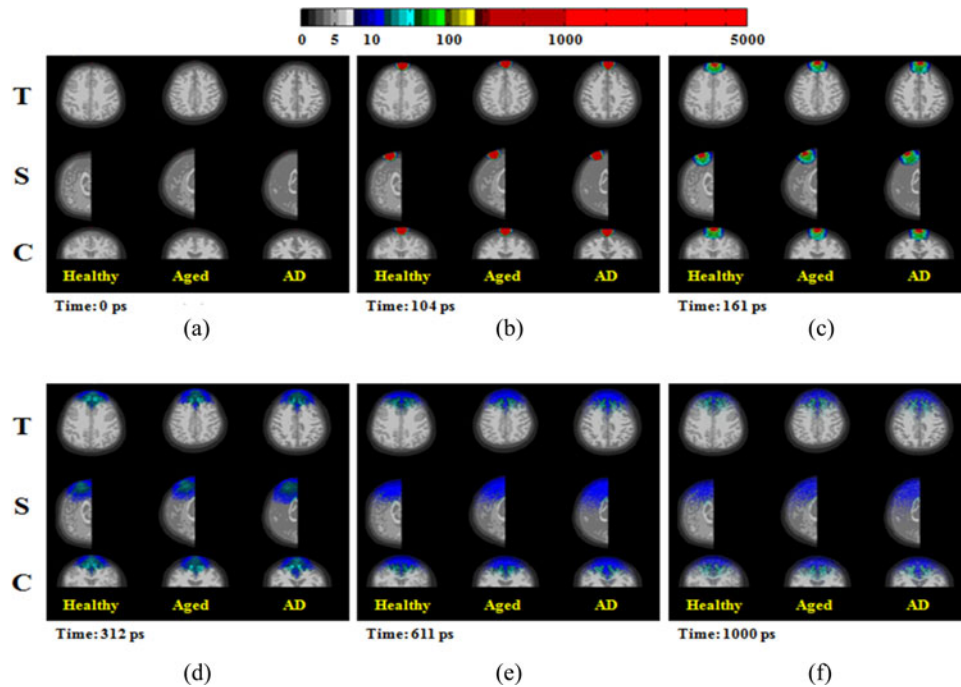 0 5 10 100 1000 5000
T
S
C
Healthy Aged AD
Time: 0 ps
(a)
Healthy Aged AD
Time: 104 ps
(b)
Healthy Aged AD
Time: 161 ps
(c)
T
S
C
Healthy Aged AD
Time: 312 ps
(d)
Healthy Aged AD
Time: 611 ps
(e)
Healthy Aged AD
Time: 1000 ps
(f)